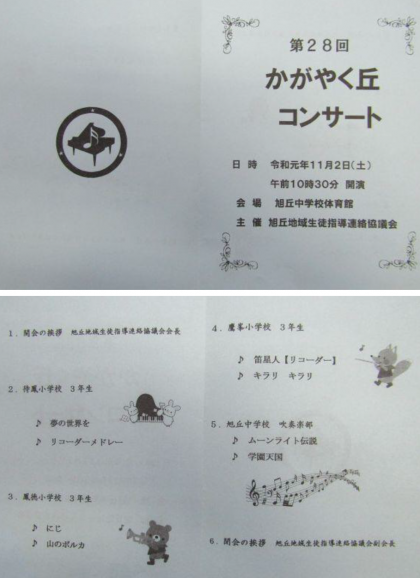 第28回
かがやく丘
コンサート
日 時 令和元年11月2日(土)
午前10時30分 開演
会 場 旭丘中学校体育館
主 催 旭丘地域生徒指導連絡協議会
1．開会の挨拶 旭丘地域生徒指導連絡協議会会長
2．待鳳小学校 3年生
♪ 夢の世界を
♪ リコーダーメドレー
3．鳳徳小学校 3年生
♪ にじ
♪ 山のポルカ
4．鷹峯小学校 3年生
♪ 笛星人【リコーダー】
♪ キラリ キラリ
5．旭丘中学校 吹奏楽部
♪ ムーンライト伝説
♪ 学園天国
6．閉会の挨拶 旭丘地域生徒指導連絡協議会副会長